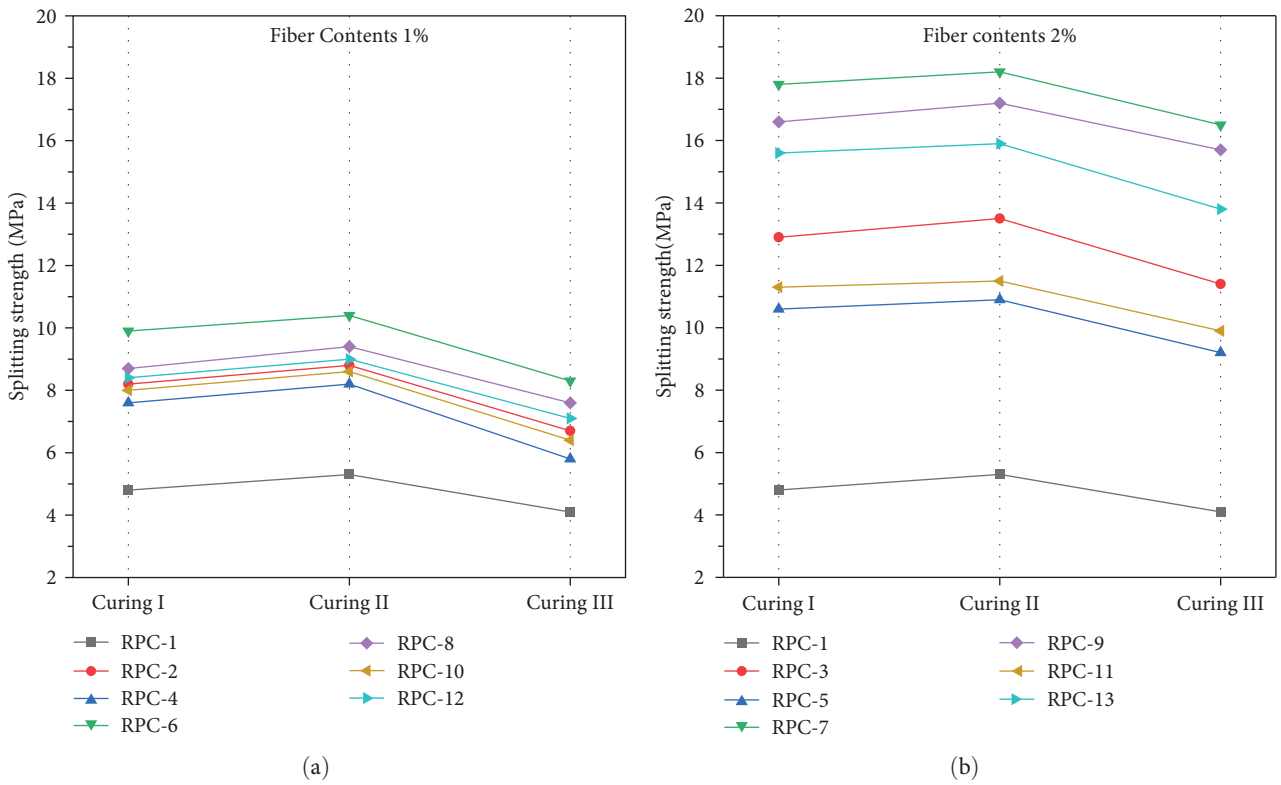 Fiber Contents 1%
Splitting strength (MPa)
20
18
16
14
12
10
8
6
4
2
Curing I
Curing II
Curing III
RPC-1
RPC-2
RPC-4
RPC-6
RPC-8
RPC-10
RPC-12
(a)
Fiber contents 2%
Splitting strength(MPa)
20
18
16
14
12
10
8
6
4
2
Curing I
Curing II
Curing III
RPC-1
RPC-3
RPC-5
RPC-7
RPC-9
RPC-11
RPC-13
(b)